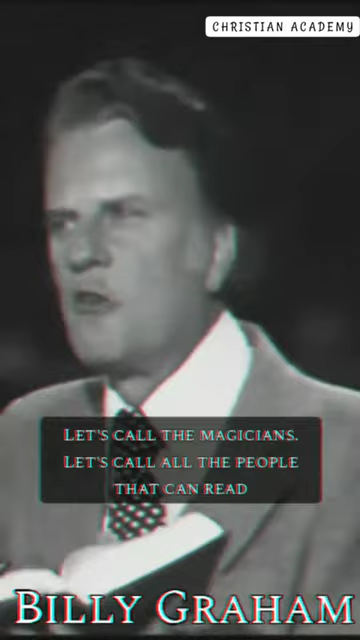 CHRISTIAN ACADEMY
LET'S CALL THE MAGICIANS.
LET'S CALL ALL THE PEOPLE
THAT CAN READ
BILLY GRAHAM